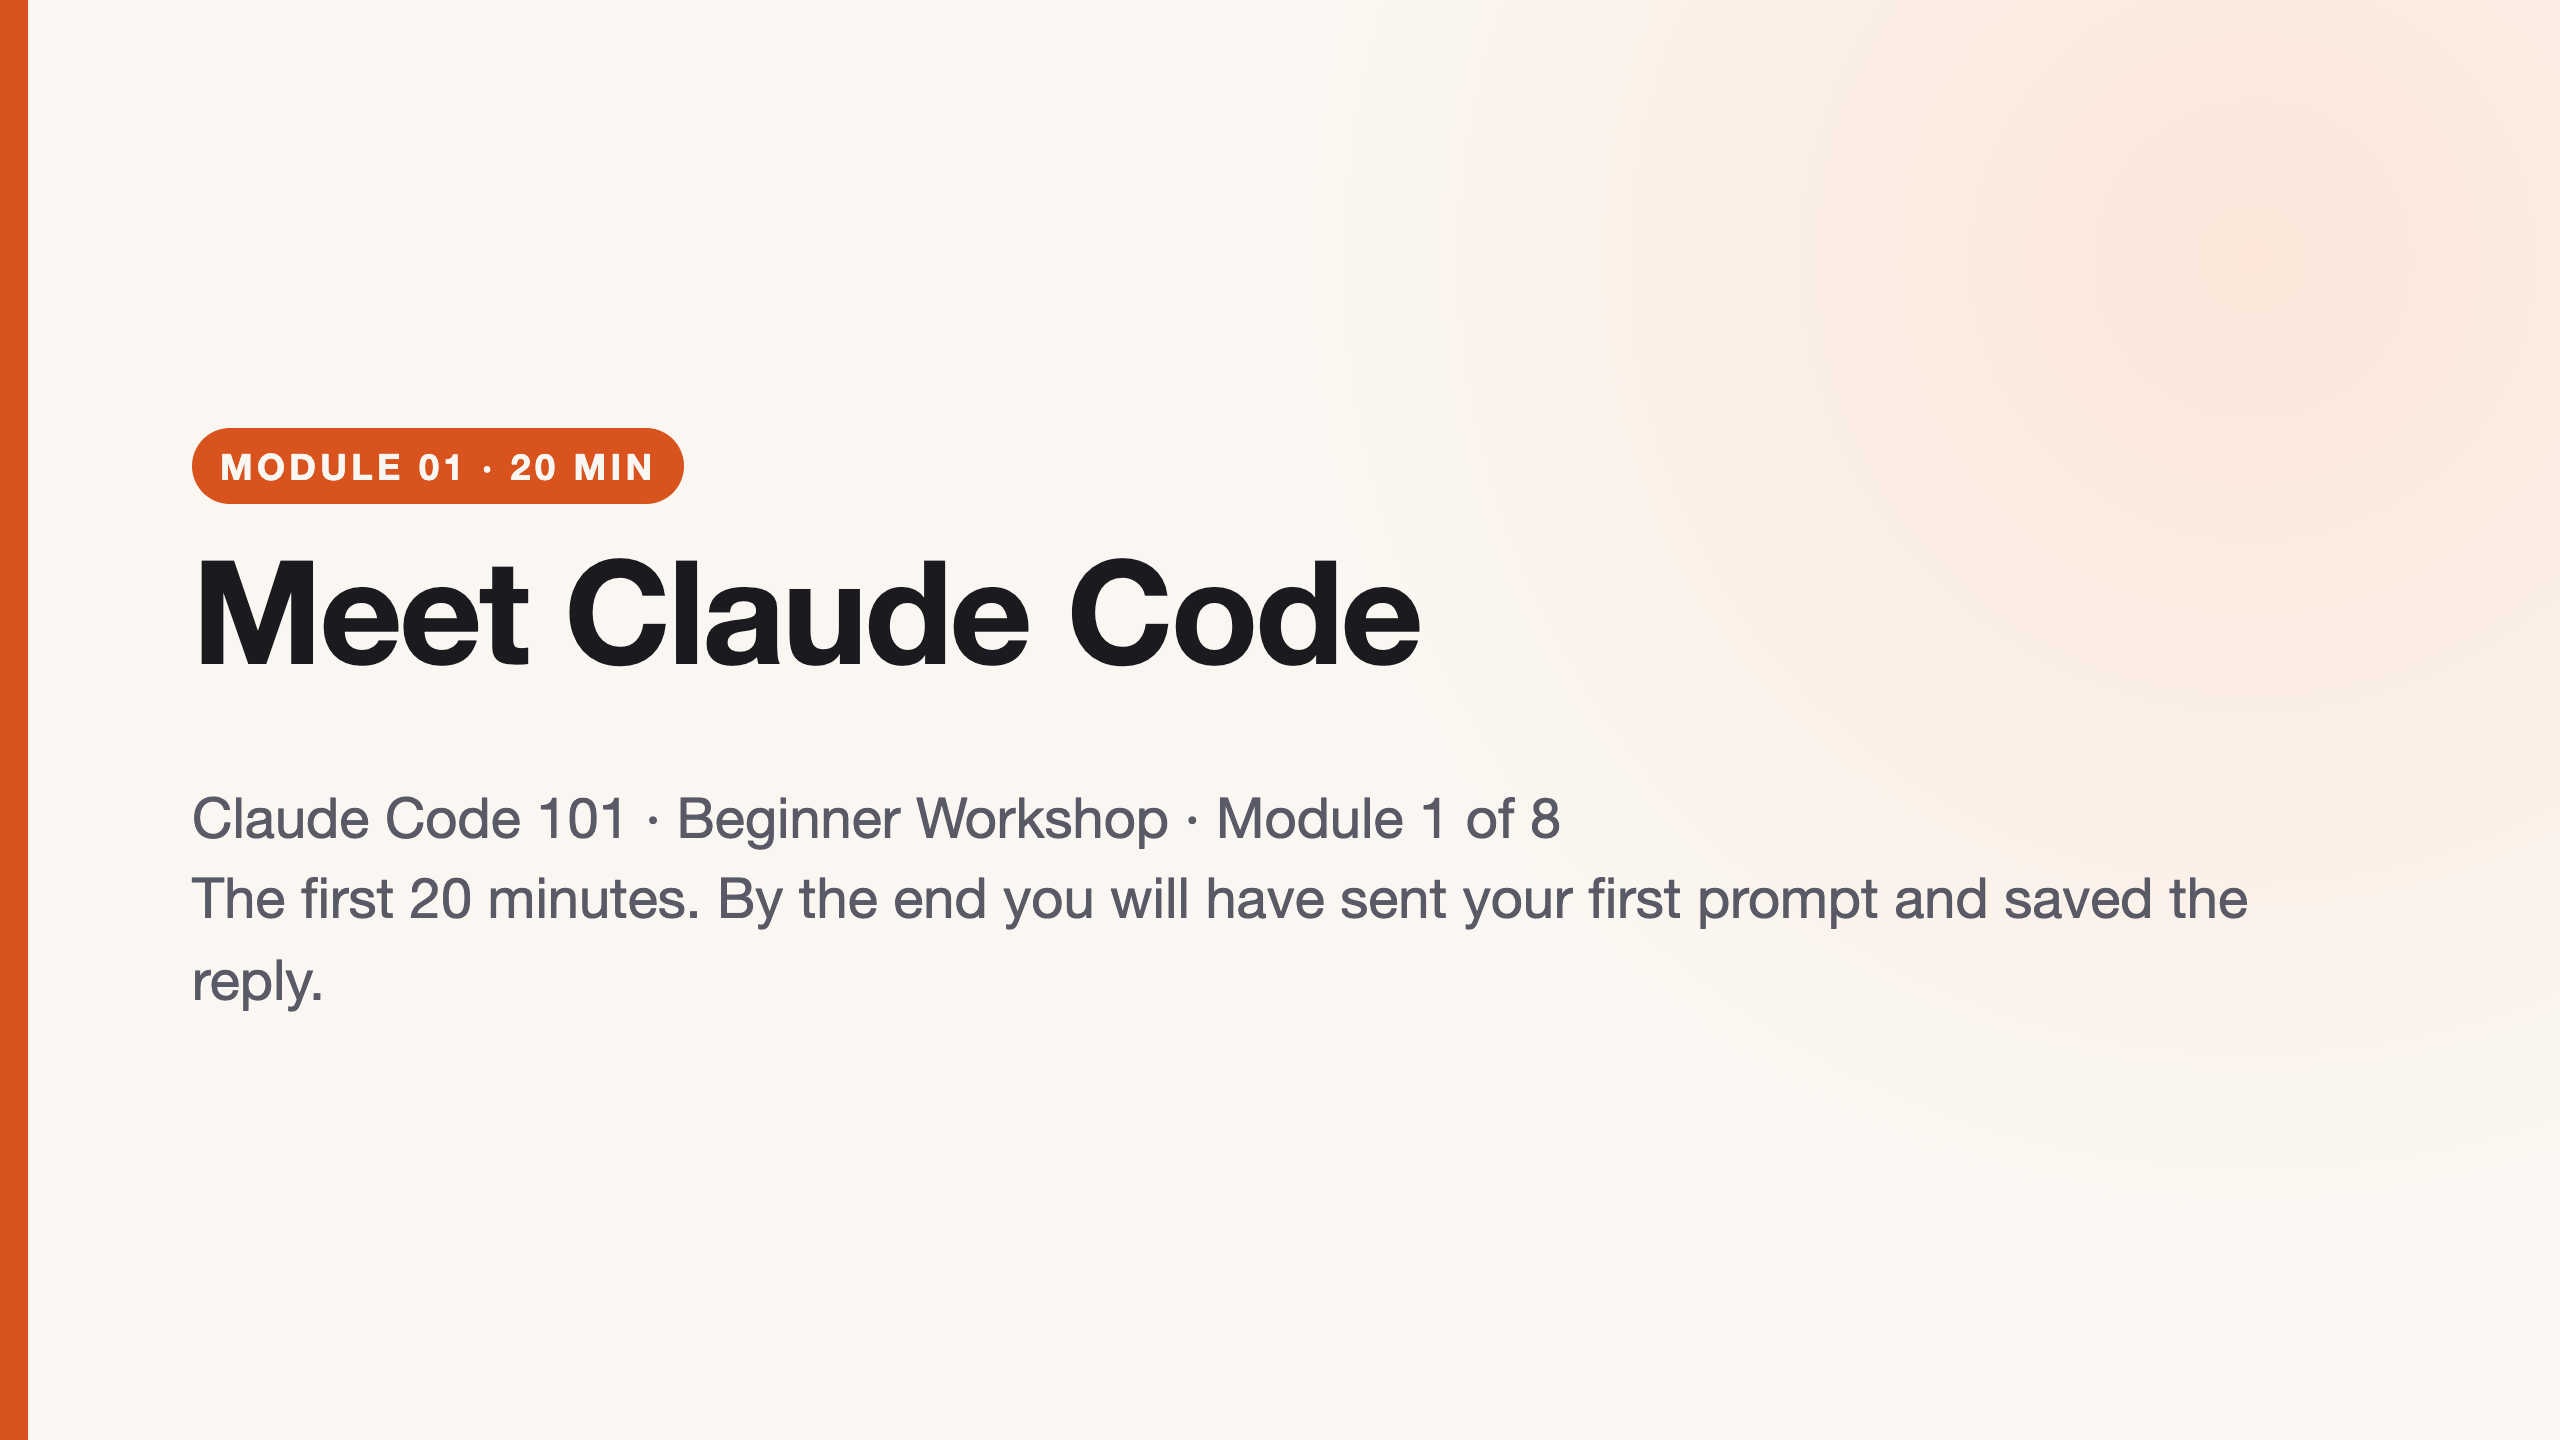 MODULE 01 · 20 MIN
Meet Claude Code
Claude Code 101 · Beginner Workshop · Module 1 of 8
The first 20 minutes. By the end you will have sent your first prompt and saved the
reply.